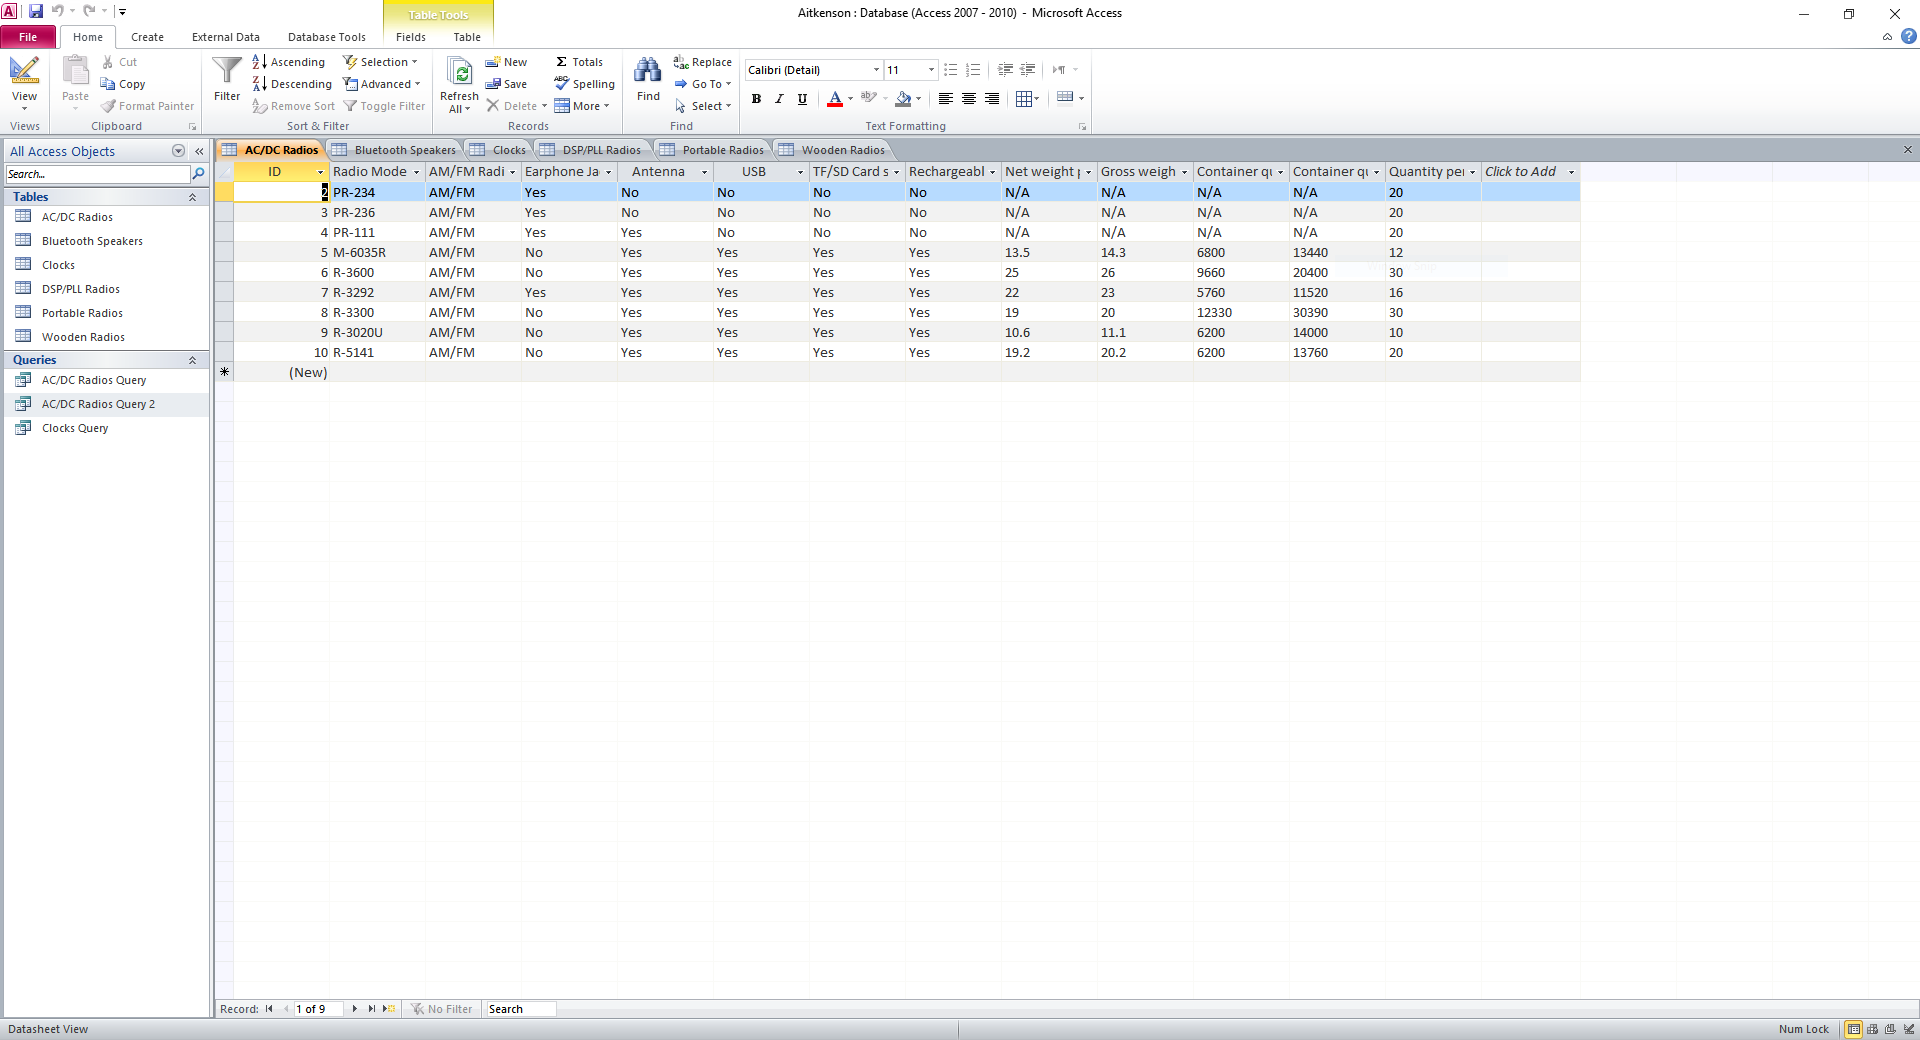 Aitkenson : Database (Access 2007 - 2010) - Microsoft Access
Table Tools
File Home Create External Data Database Tools Fields Table
View
Views
Paste
Cut
Copy
Format Painter
Clipboard
Filter
Ascending
Descending
Remove Sort
Selection
Advanced
Toggle Filter
Sort & Filter
Refresh
All
New
Save
Delete
Totals
Spelling
More
Records
Find
Replace
Go To
Select
Find
Calibri (Detail) 11
B I U A
Text Formatting
All Access Objects
Search...
Tables
AC/DC Radios
Bluetooth Speakers
Clocks
DSP/PLL Radios
Portable Radios
Wooden Radios
Queries
AC/DC Radios Query
AC/DC Radios Query 2
Clocks Query
AC/DC Radios Bluetooth Speakers Clocks DSP/PLL Radios Portable Radios Wooden Radios
ID Radio Mode AM/FM Radi Earphone Ja Antenna USB TF/SD Card s Rechargeabl Net weight Gross weigh Container qu Container qu Quantity per Click to Add
2 PR-234 AM/FM Yes No No No No N/A N/A N/A N/A 20
3 PR-236 AM/FM Yes No No No No N/A N/A N/A N/A 20
4 PR-111 AM/FM Yes Yes No No No N/A N/A N/A N/A 20
5 M-6035R AM/FM No Yes Yes Yes Yes 13.5 14.3 6800 13440 12
6 R-3600 AM/FM No Yes Yes Yes Yes 25 26 9660 20400 30
7 R-3292 AM/FM Yes Yes Yes Yes Yes 22 23 5760 11520 16
8 R-3300 AM/FM No Yes Yes Yes Yes 19 20 12330 30390 30
9 R-3020U AM/FM No Yes Yes Yes Yes 10.6 11.1 6200 14000 10
10 R-5141 AM/FM No Yes Yes Yes Yes 19.2 20.2 6200 13760 20
(New)
Record: 1 of 9 No Filter Search
Datasheet View Num Lock